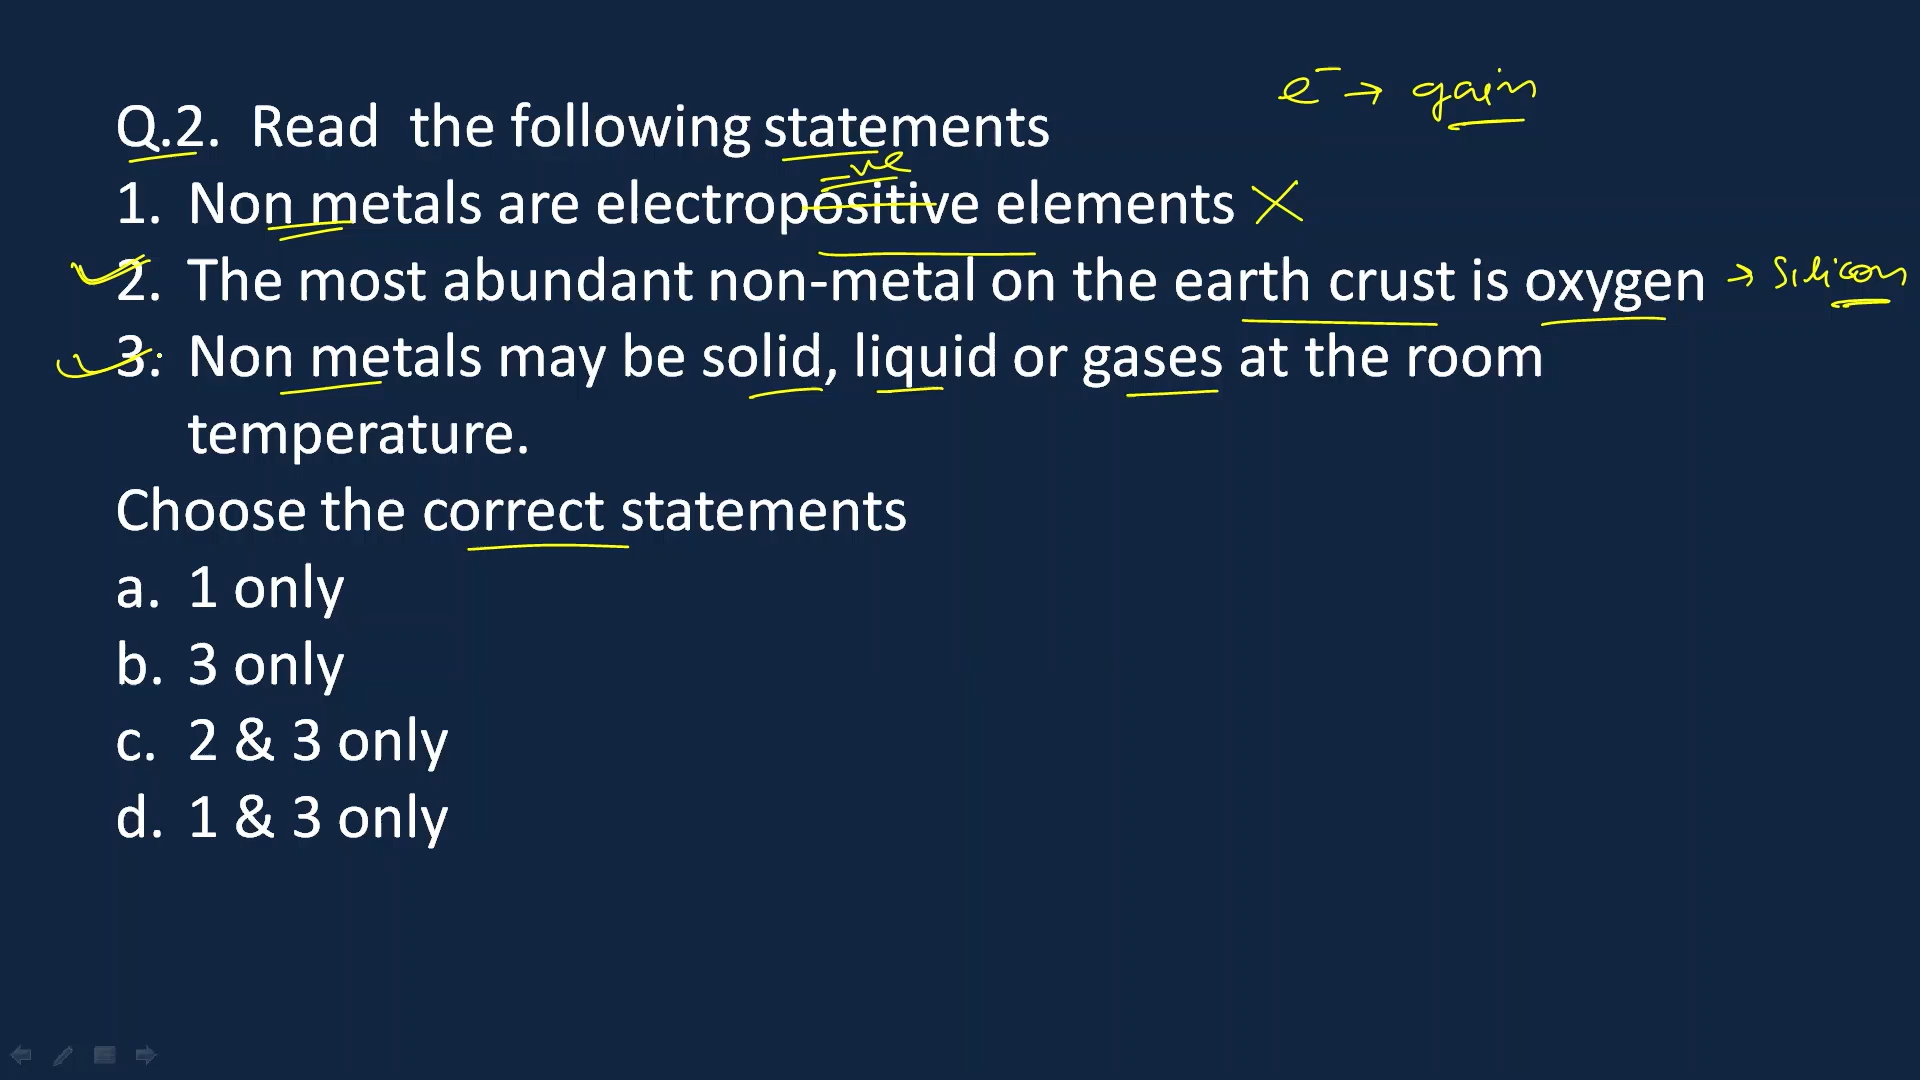 e⁻ → gain
Q.2. Read the following statements
-ve
1. Non metals are electropositive elements ×
2. The most abundant non-metal on the earth crust is oxygen → Silicon
3. Non metals may be solid, liquid or gases at the room
temperature.
Choose the correct statements
a. 1 only
b. 3 only
c. 2 & 3 only
d. 1 & 3 only